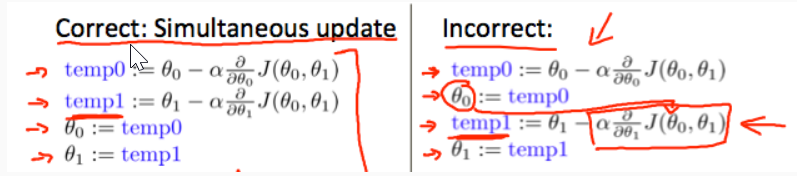 Correct: Simultaneous update
temp0 := θ₀ − α ∂/∂θ₀ J(θ₀, θ₁)
temp1 := θ₁ − α ∂/∂θ₁ J(θ₀, θ₁)
θ₀ := temp0
θ₁ := temp1
Incorrect:
temp0 := θ₀ − α ∂/∂θ₀ J(θ₀, θ₁)
θ₀ := temp0
temp1 := θ₁ − α ∂/∂θ₁ J(θ₀, θ₁)
θ₁ := temp1